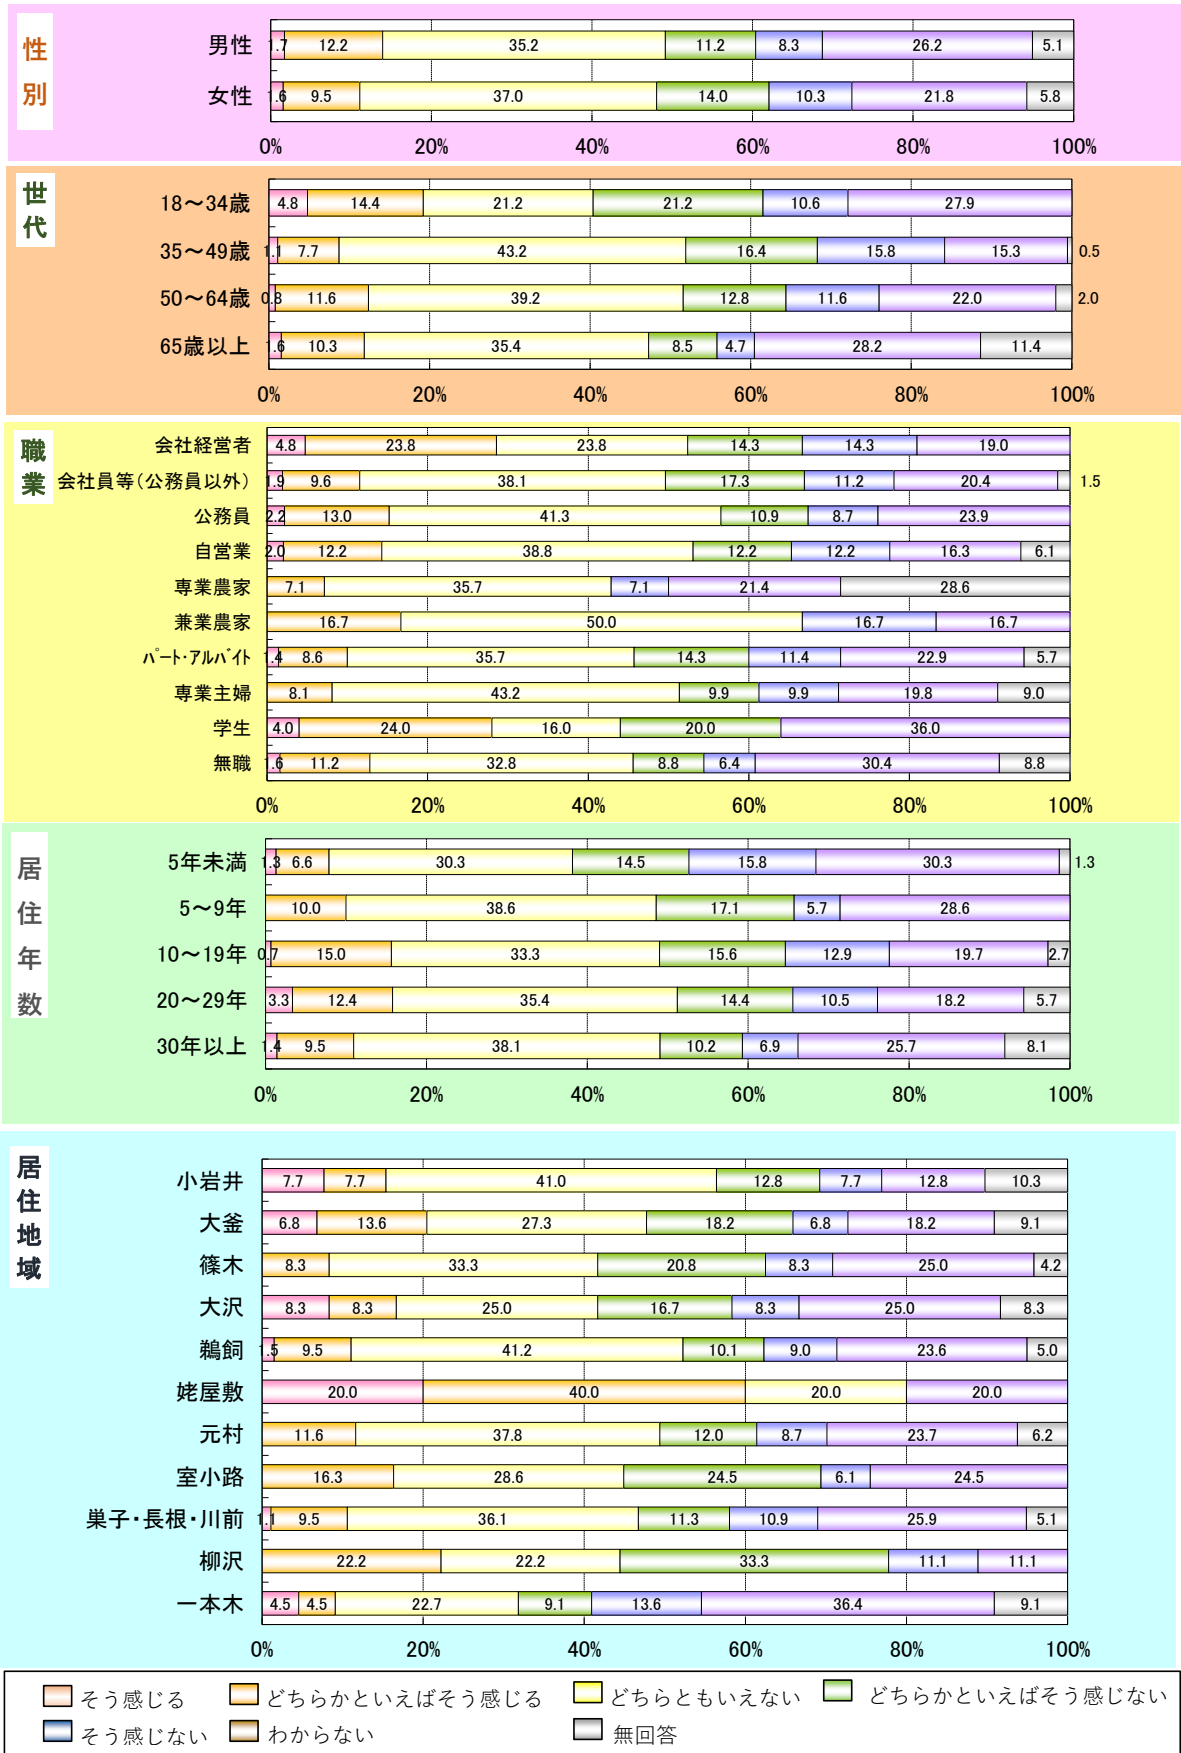 性別
男性 1.7 12.2 35.2 11.2 8.3 26.2 5.1
女性 1.6 9.5 37.0 14.0 10.3 21.8 5.8
0% 20% 40% 60% 80% 100%
世代
18～34歳 4.8 14.4 21.2 21.2 10.6 27.9
35～49歳 1.1 7.7 43.2 16.4 15.8 15.3 0.5
50～64歳 0.8 11.6 39.2 12.8 11.6 22.0 2.0
65歳以上 1.6 10.3 35.4 8.5 4.7 28.2 11.4
0% 20% 40% 60% 80% 100%
職業
会社経営者 4.8 23.8 23.8 14.3 14.3 19.0
会社員等(公務員以外) 1.9 9.6 38.1 17.3 11.2 20.4 1.5
公務員 2.2 13.0 41.3 10.9 8.7 23.9
自営業 2.0 12.2 38.8 12.2 12.2 16.3 6.1
専業農家 7.1 35.7 7.1 21.4 28.6
兼業農家 16.7 50.0 16.7 16.7
ﾊﾟｰﾄ･ｱﾙﾊﾞｲﾄ 1.4 8.6 35.7 14.3 11.4 22.9 5.7
専業主婦 8.1 43.2 9.9 9.9 19.8 9.0
学生 4.0 24.0 16.0 20.0 36.0
無職 1.6 11.2 32.8 8.8 6.4 30.4 8.8
0% 20% 40% 60% 80% 100%
居住年数
5年未満 1.3 6.6 30.3 14.5 15.8 30.3 1.3
5～9年 10.0 38.6 17.1 5.7 28.6
10～19年 0.7 15.0 33.3 15.6 12.9 19.7 2.7
20～29年 3.3 12.4 35.4 14.4 10.5 18.2 5.7
30年以上 1.4 9.5 38.1 10.2 6.9 25.7 8.1
0% 20% 40% 60% 80% 100%
居住地域
小岩井 7.7 7.7 41.0 12.8 7.7 12.8 10.3
大釜 6.8 13.6 27.3 18.2 6.8 18.2 9.1
篠木 8.3 33.3 20.8 8.3 25.0 4.2
大沢 8.3 8.3 25.0 16.7 8.3 25.0 8.3
鵜飼 1.5 9.5 41.2 10.1 9.0 23.6 5.0
姥屋敷 20.0 40.0 20.0 20.0
元村 11.6 37.8 12.0 8.7 23.7 6.2
室小路 16.3 28.6 24.5 6.1 24.5
巣子・長根・川前 1.1 9.5 36.1 11.3 10.9 25.9 5.1
柳沢 22.2 22.2 33.3 11.1 11.1
一本木 4.5 4.5 22.7 9.1 13.6 36.4 9.1
0% 20% 40% 60% 80% 100%
そう感じる どちらかといえばそう感じる どちらともいえない どちらかといえばそう感じない
そう感じない わからない 無回答